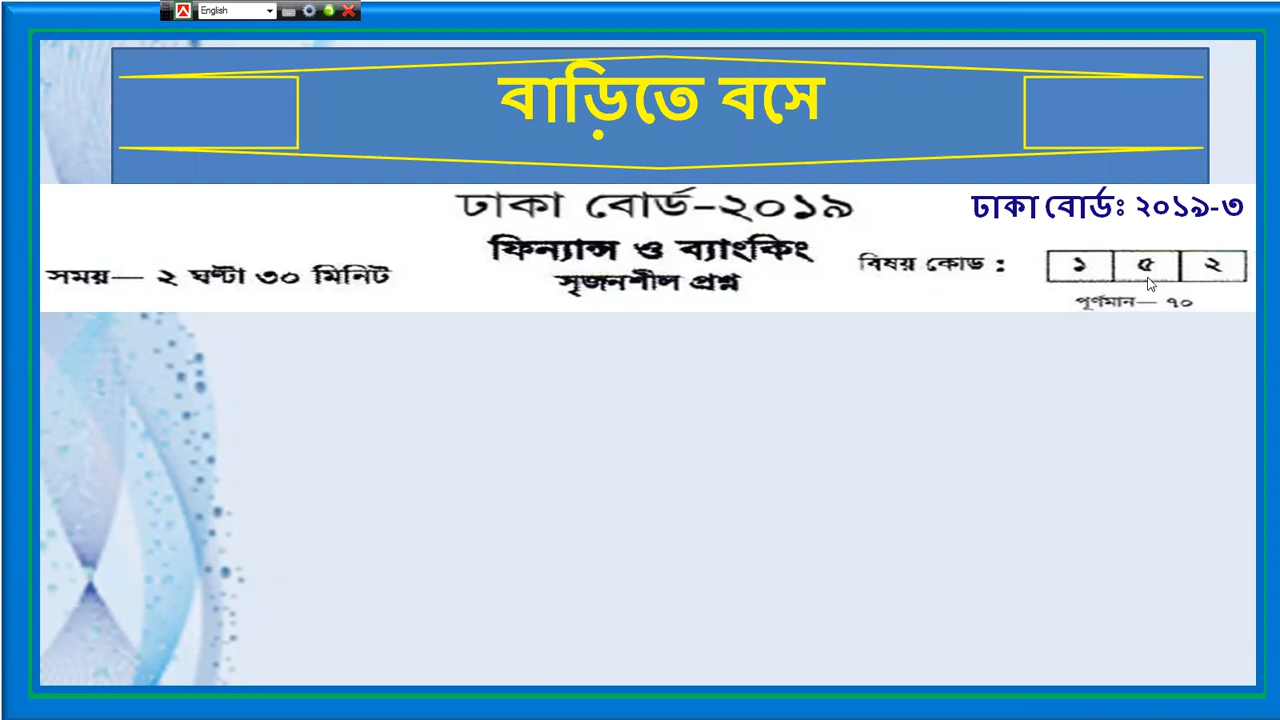 English
বাড়িতে বসে
ঢাকা বোর্ড-২০১৯
ঢাকা বোর্ডঃ ২০১৯-৩
ফিন্যান্স ও ব্যাংকিং
বিষয় কোড : ১ ৫ ২
সময়— ২ ঘণ্টা ৩০ মিনিট
সৃজনশীল প্রশ্ন
পূর্ণমান— ৭০